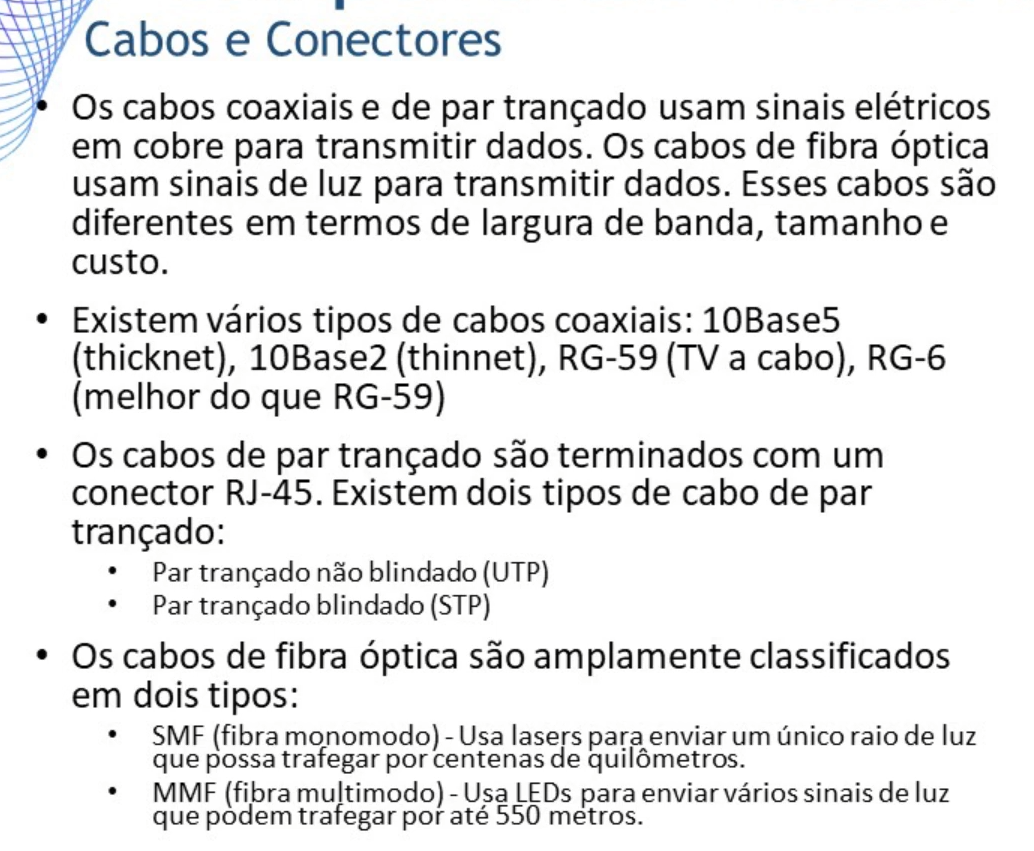 Cabos e Conectores
• Os cabos coaxiais e de par trançado usam sinais elétricos
em cobre para transmitir dados. Os cabos de fibra óptica
usam sinais de luz para transmitir dados. Esses cabos são
diferentes em termos de largura de banda, tamanho e
custo.
• Existem vários tipos de cabos coaxiais: 10Base5
(thicknet), 10Base2 (thinnet), RG-59 (TV a cabo), RG-6
(melhor do que RG-59)
• Os cabos de par trançado são terminados com um
conector RJ-45. Existem dois tipos de cabo de par
trançado:
• Par trançado não blindado (UTP)
• Par trançado blindado (STP)
• Os cabos de fibra óptica são amplamente classificados
em dois tipos:
• SMF (fibra monomodo) - Usa lasers para enviar um único raio de luz
que possa trafegar por centenas de quilômetros.
• MMF (fibra multimodo) - Usa LEDs para enviar vários sinais de luz
que podem trafegar por até 550 metros.